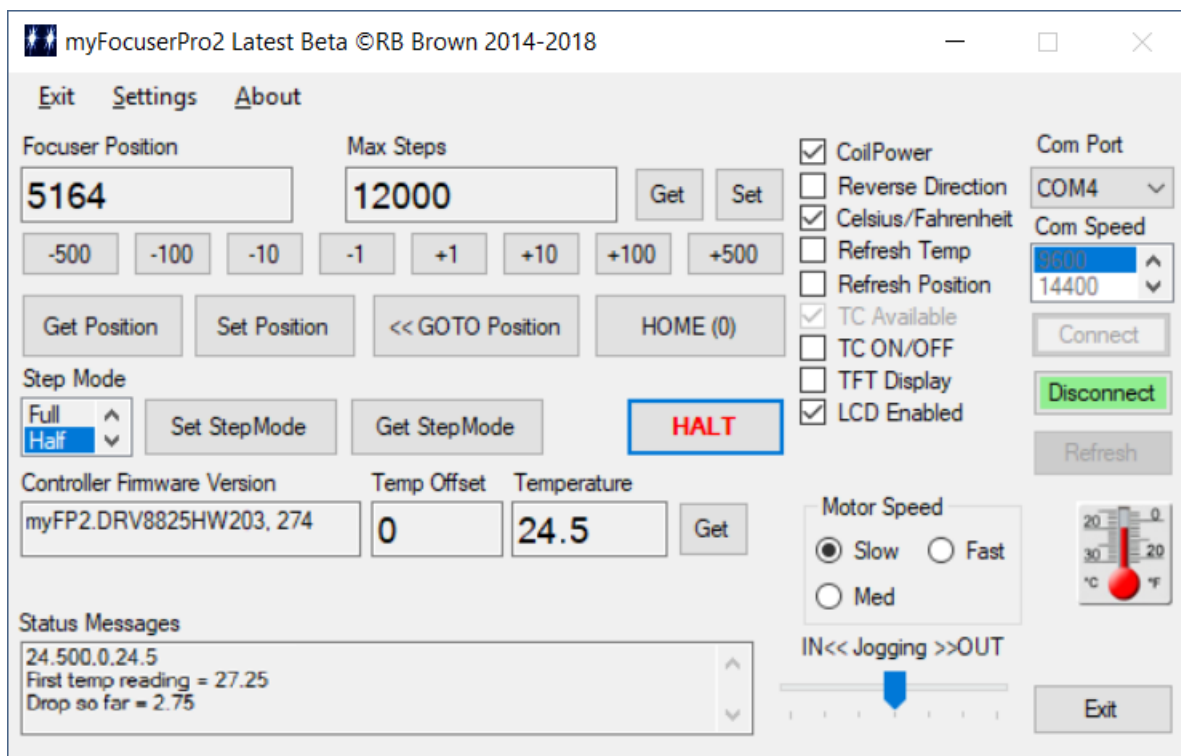 myFocuserPro2 Latest Beta ©RB Brown 2014-2018
Exit Settings About
Focuser Position Max Steps
5164 12000 Get Set
-500 -100 -10 -1 +1 +10 +100 +500
Get Position Set Position << GOTO Position HOME (0)
Step Mode
Full
Half
Set StepMode Get StepMode HALT
Controller Firmware Version Temp Offset Temperature
myFP2.DRV8825HW203, 274 0 24.5 Get
Status Messages
24.500,0,24.5
First temp reading = 27.25
Drop so far = 2.75
CoilPower
Reverse Direction
Celsius/Fahrenheit
Refresh Temp
Refresh Position
TC Available
TC ON/OFF
TFT Display
LCD Enabled
Com Port
COM4
Com Speed
9600
14400
Connect
Disconnect
Refresh
Motor Speed
Slow Fast
Med
20 0
30 20
°C °F
IN<< Jogging >>OUT
Exit